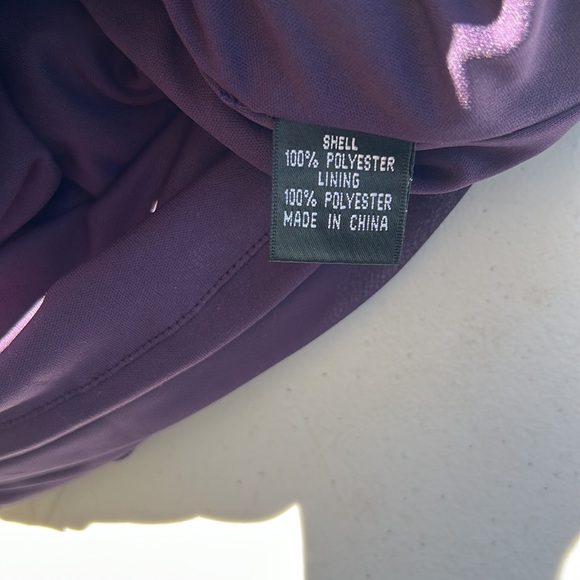 SHELL
100% POLYESTER
LINING
100% POLYESTER
MADE IN CHINA